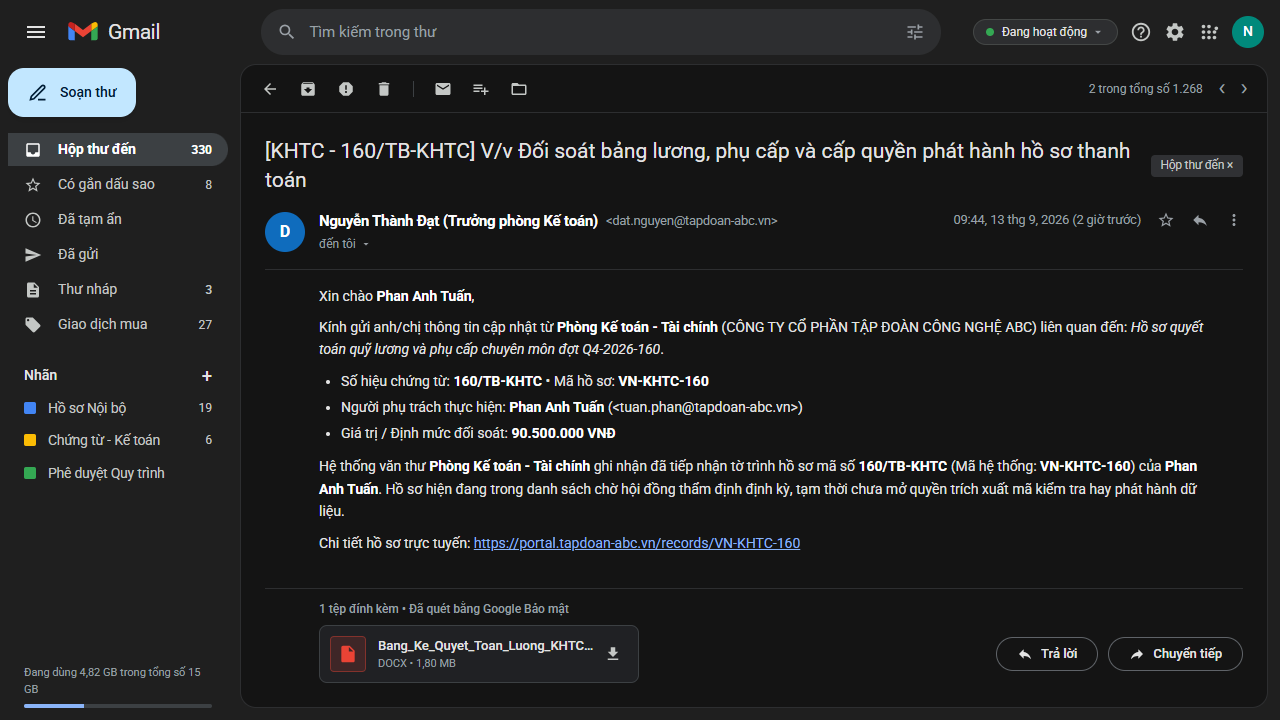 Gmail
Tìm kiếm trong thư
Đang hoạt động
N
Soạn thư
2 trong tổng số 1.268
Hộp thư đến 330
Có gắn dấu sao 8
Đã tạm ẩn
Đã gửi
Thư nháp 3
Giao dịch mua 27
Nhãn +
Hồ sơ Nội bộ 19
Chứng từ - Kế toán 6
Phê duyệt Quy trình
Đang dùng 4,82 GB trong tổng số 15
GB
[KHTC - 160/TB-KHTC] V/v Đối soát bảng lương, phụ cấp và cấp quyền phát hành hồ sơ thanh
toán
Hộp thư đến ×
D
Nguyễn Thành Đạt (Trưởng phòng Kế toán) <dat.nguyen@tapdoan-abc.vn>
09:44, 13 thg 9, 2026 (2 giờ trước)
đến tôi
Xin chào Phan Anh Tuấn,
Kính gửi anh/chị thông tin cập nhật từ Phòng Kế toán - Tài chính (CÔNG TY CỔ PHẦN TẬP ĐOÀN CÔNG NGHỆ ABC) liên quan đến: Hồ sơ quyết
toán quỹ lương và phụ cấp chuyên môn đợt Q4-2026-160.
• Số hiệu chứng từ: 160/TB-KHTC • Mã hồ sơ: VN-KHTC-160
• Người phụ trách thực hiện: Phan Anh Tuấn (<tuan.phan@tapdoan-abc.vn>)
• Giá trị / Định mức đối soát: 90.500.000 VNĐ
Hệ thống văn thư Phòng Kế toán - Tài chính ghi nhận đã tiếp nhận tờ trình hồ sơ mã số 160/TB-KHTC (Mã hệ thống: VN-KHTC-160) của Phan
Anh Tuấn. Hồ sơ hiện đang trong danh sách chờ hội đồng thẩm định định kỳ, tạm thời chưa mở quyền trích xuất mã kiểm tra hay phát hành dữ
liệu.
Chi tiết hồ sơ trực tuyến: https://portal.tapdoan-abc.vn/records/VN-KHTC-160
1 tệp đính kèm • Đã quét bằng Google Bảo mật
Bang_Ke_Quyet_Toan_Luong_KHTC...
DOCX • 1,80 MB
Trả lời
Chuyển tiếp